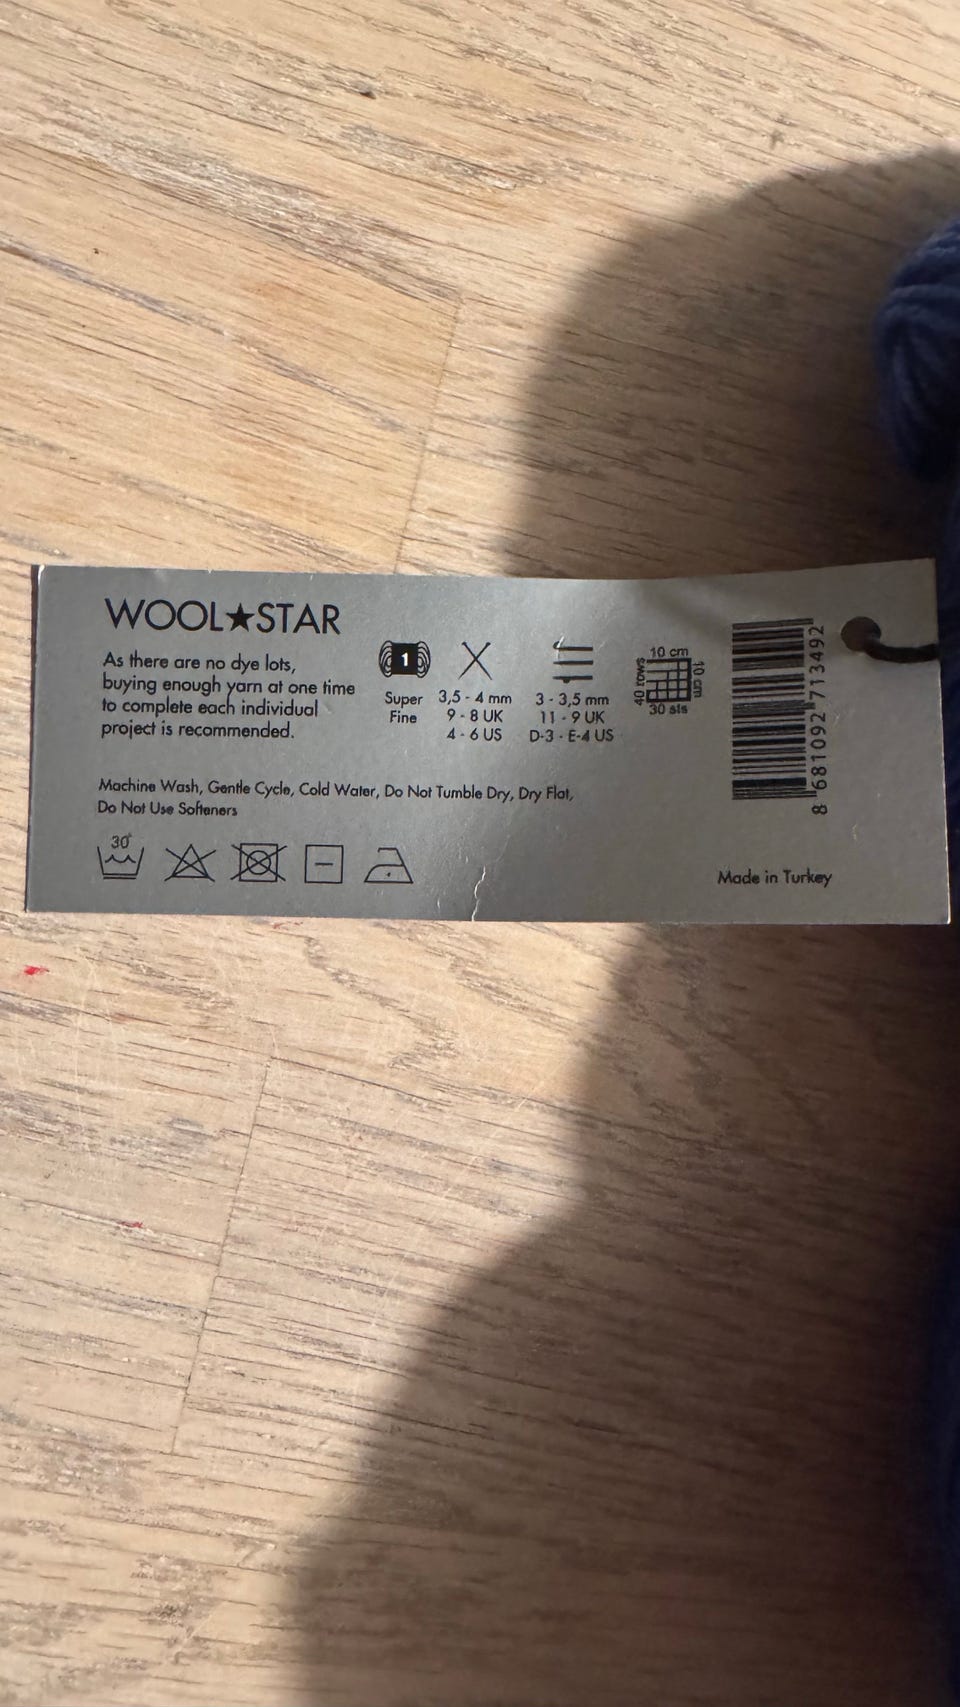 WOOL★STAR
As there are no dye lots,
buying enough yarn at one time
to complete each individual
project is recommended.
1
Super
Fine
3,5 - 4 mm
9 - 8 UK
4 - 6 US
3 - 3,5 mm
11 - 9 UK
D-3 - E-4 US
10 cm
40 rows
10 cm
30 sts
8 681092 713492
Machine Wash, Gentle Cycle, Cold Water, Do Not Tumble Dry, Dry Flat,
Do Not Use Softeners
30°
Made in Turkey